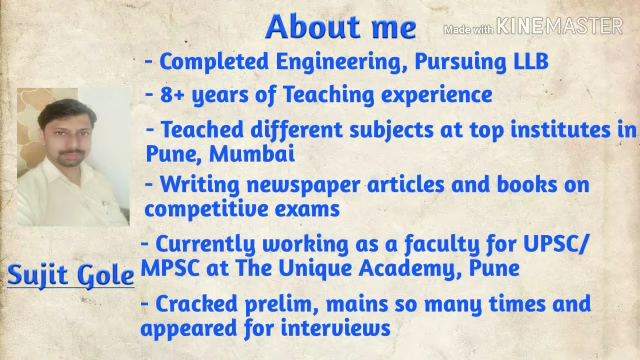 About me
Made with KINEMASTER
- Completed Engineering, Pursuing LLB
- 8+ years of Teaching experience
- Teached different subjects at top institutes in
Pune, Mumbai
- Writing newspaper articles and books on
competitive exams
- Currently working as a faculty for UPSC/
MPSC at The Unique Academy, Pune
- Cracked prelim, mains so many times and
appeared for interviews
Sujit Gole